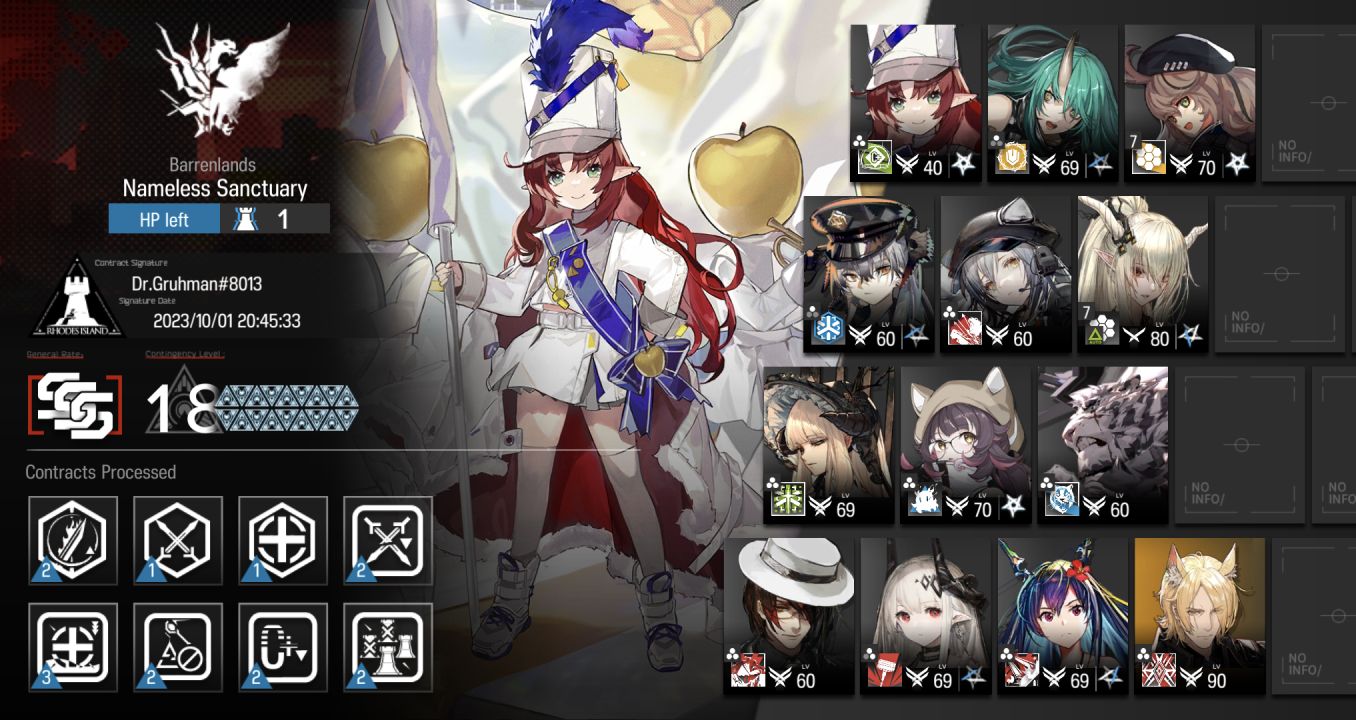 Barrenlands
Nameless Sanctuary
HP left 1
Contract Signature
Dr.Gruhman#8013
Signature Date
2023/10/01 20:45:33
RHODES ISLAND
General Rate:
Contingency Level :
SSS
18
Contracts Processed
2 1 1 2
3 2 2 2
LV 40
LV 69
7 LV 70
NO INFO/
LV 60
LV 60
7 AUTO LV 80
NO INFO/
LV 69
LV 70
LV 60
NO INFO/
NO INFO/
LV 60
LV 69
LV 69
LV 90
NO INFO/